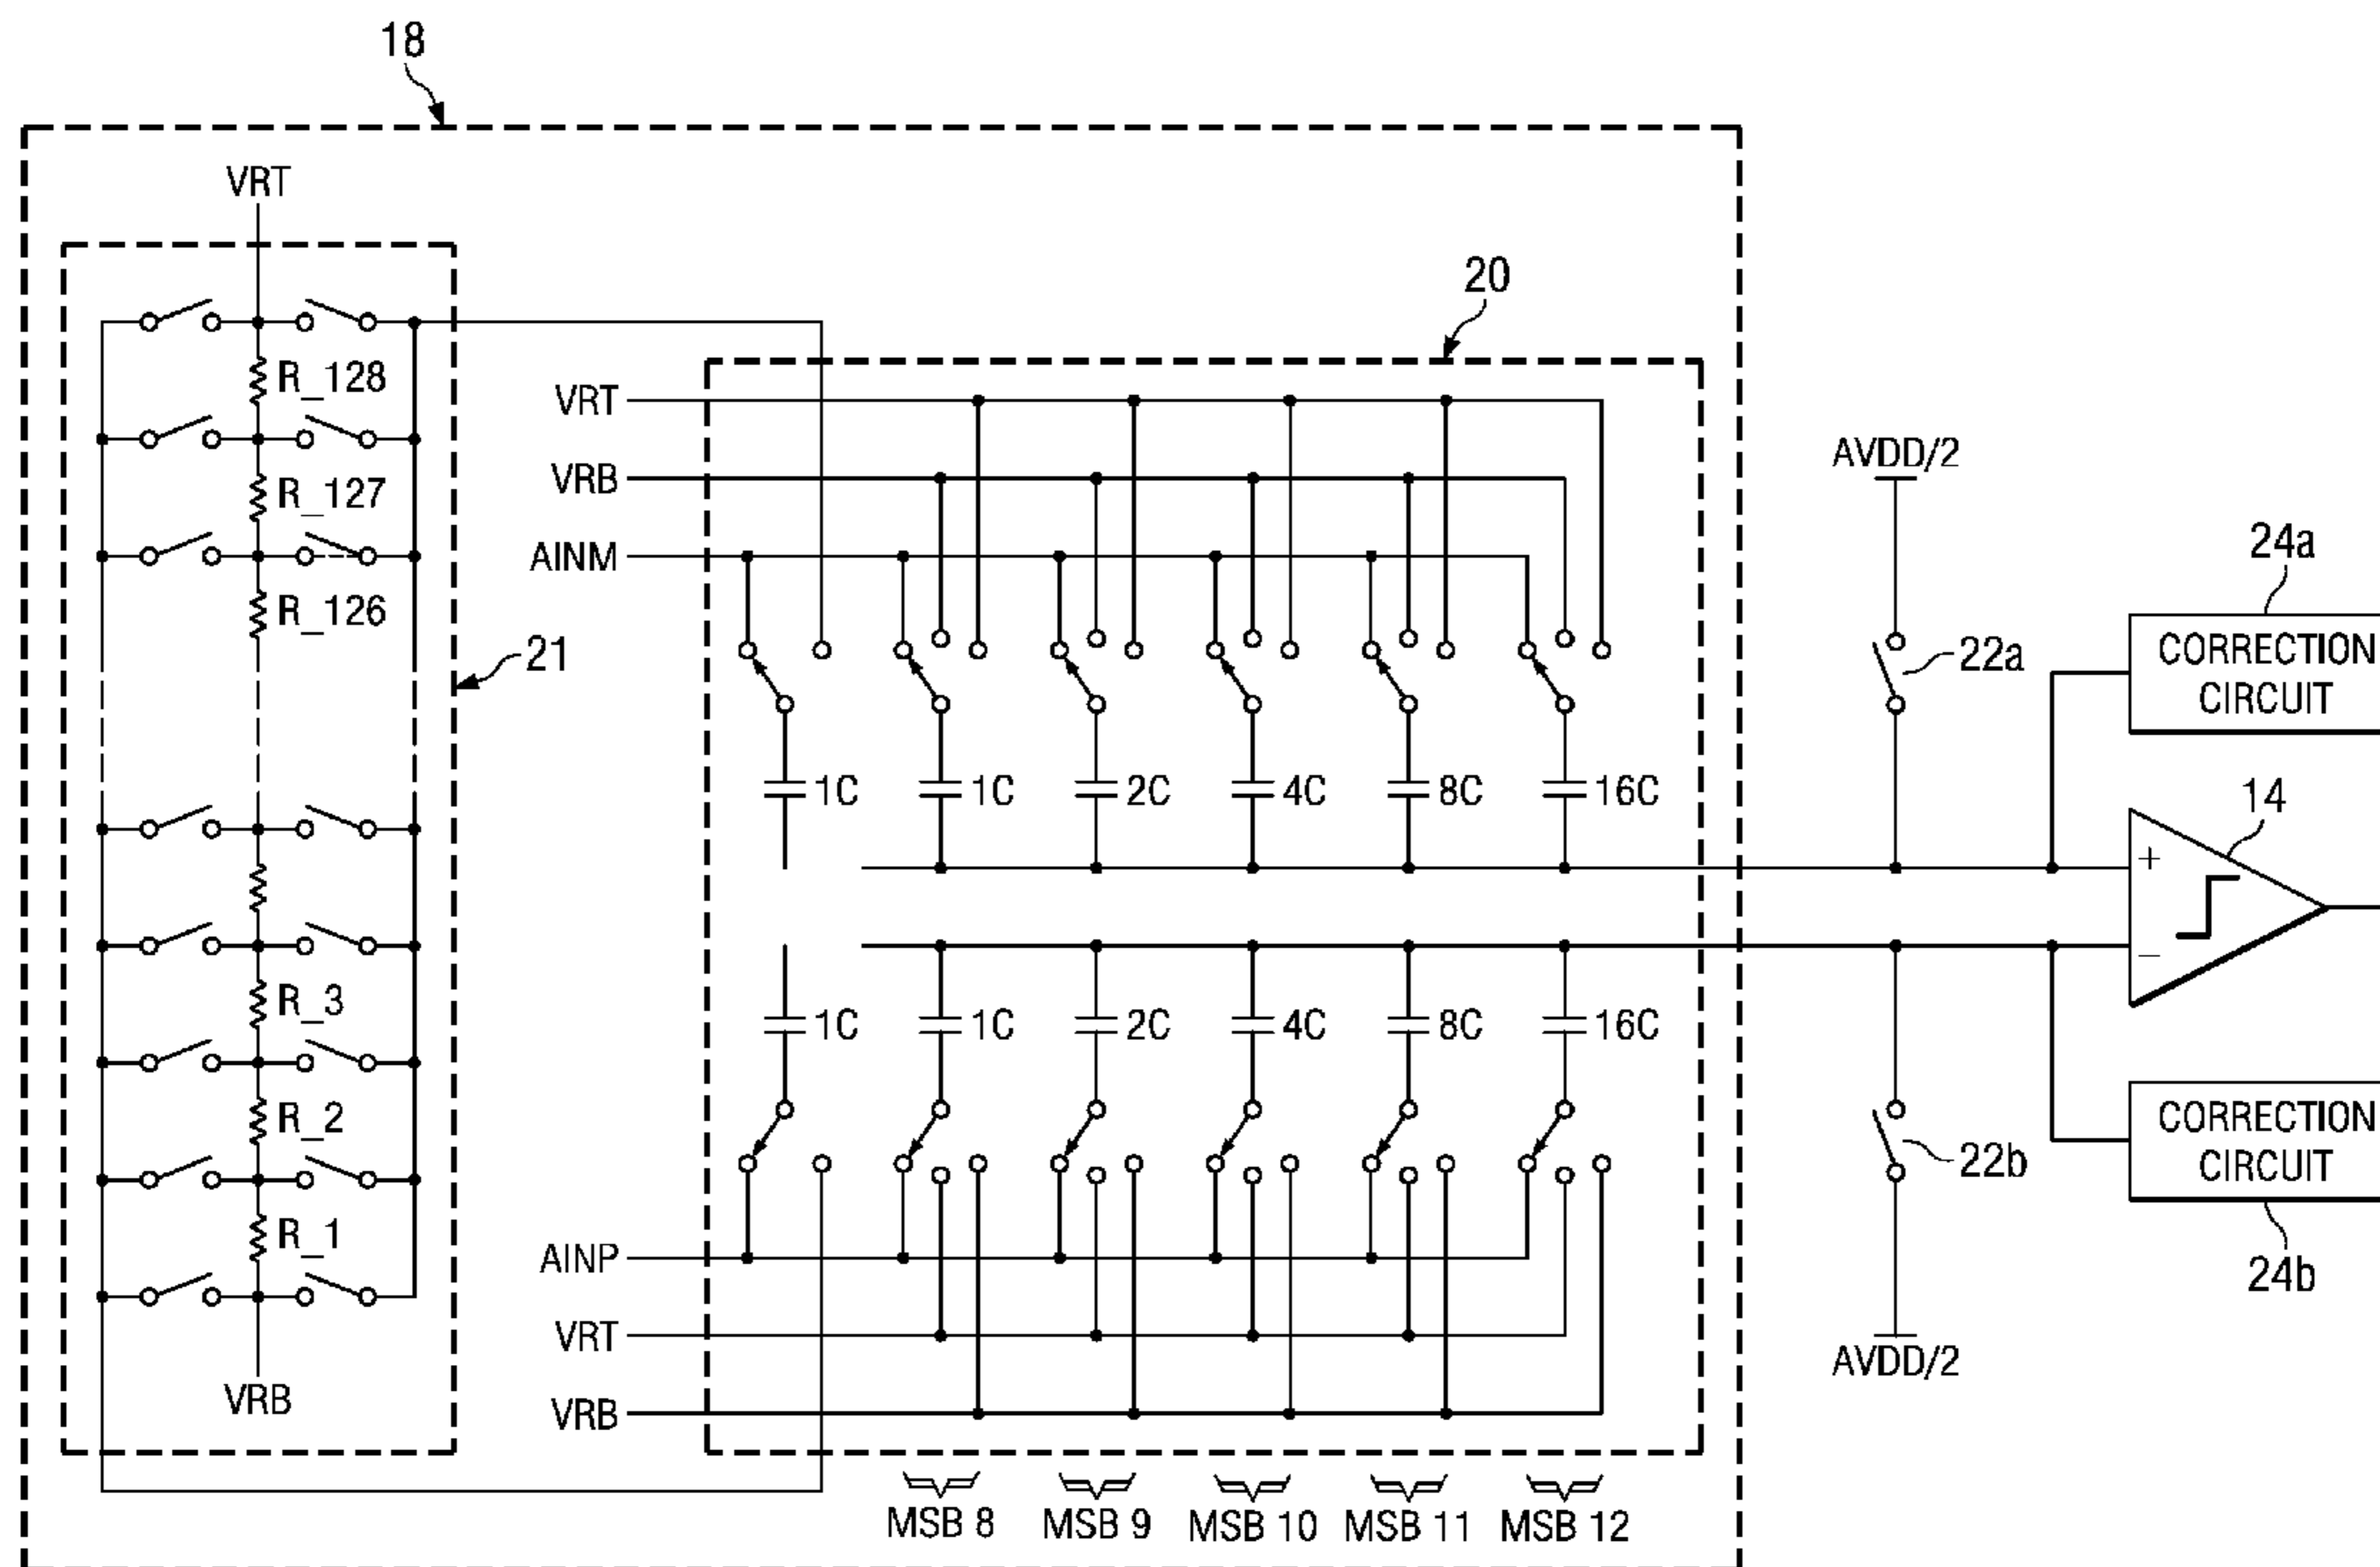 18
VRT
20
R_128
VRT
AVDD/2
VRB
R_127
24a
AINM
R_126
21
22a
CORRECTION
CIRCUIT
1C 1C 2C 4C 8C 16C
14
+
−
R_3
1C 1C 2C 4C 8C 16C
R_2
22b
CORRECTION
CIRCUIT
R_1
AINP
24b
VRT
AVDD/2
VRB
VRB
MSB 8 MSB 9 MSB 10 MSB 11 MSB 12